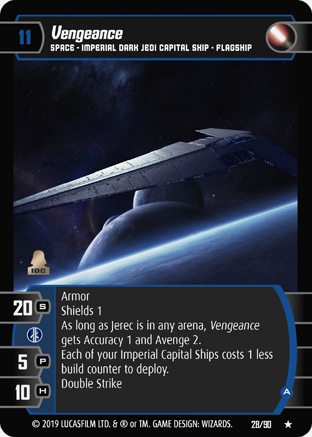 11 Vengeance
SPACE - IMPERIAL DARK JEDI CAPITAL SHIP - FLAGSHIP
IDC
20 S
5 P
10 H
Armor
Shields 1
As long as Jerec is in any arena, Vengeance
gets Accuracy 1 and Avenge 2.
Each of your Imperial Capital Ships costs 1 less
build counter to deploy.
Double Strike
A
© 2019 LUCASFILM LTD. & ® or TM. GAME DESIGN: WIZARDS. 28/90 ★